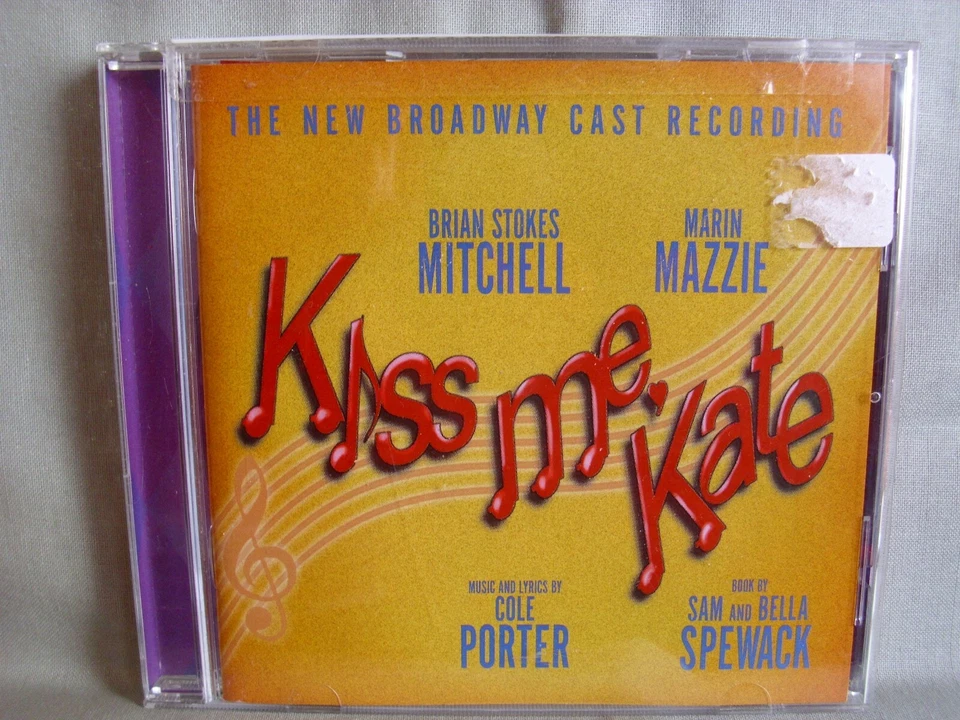 THE NEW BROADWAY CAST RECORDING
BRIAN STOKES
MITCHELL
MARIN
MAZZIE
Kiss me, Kate
MUSIC AND LYRICS BY
COLE
PORTER
BOOK BY
SAM AND BELLA
SPEWACK